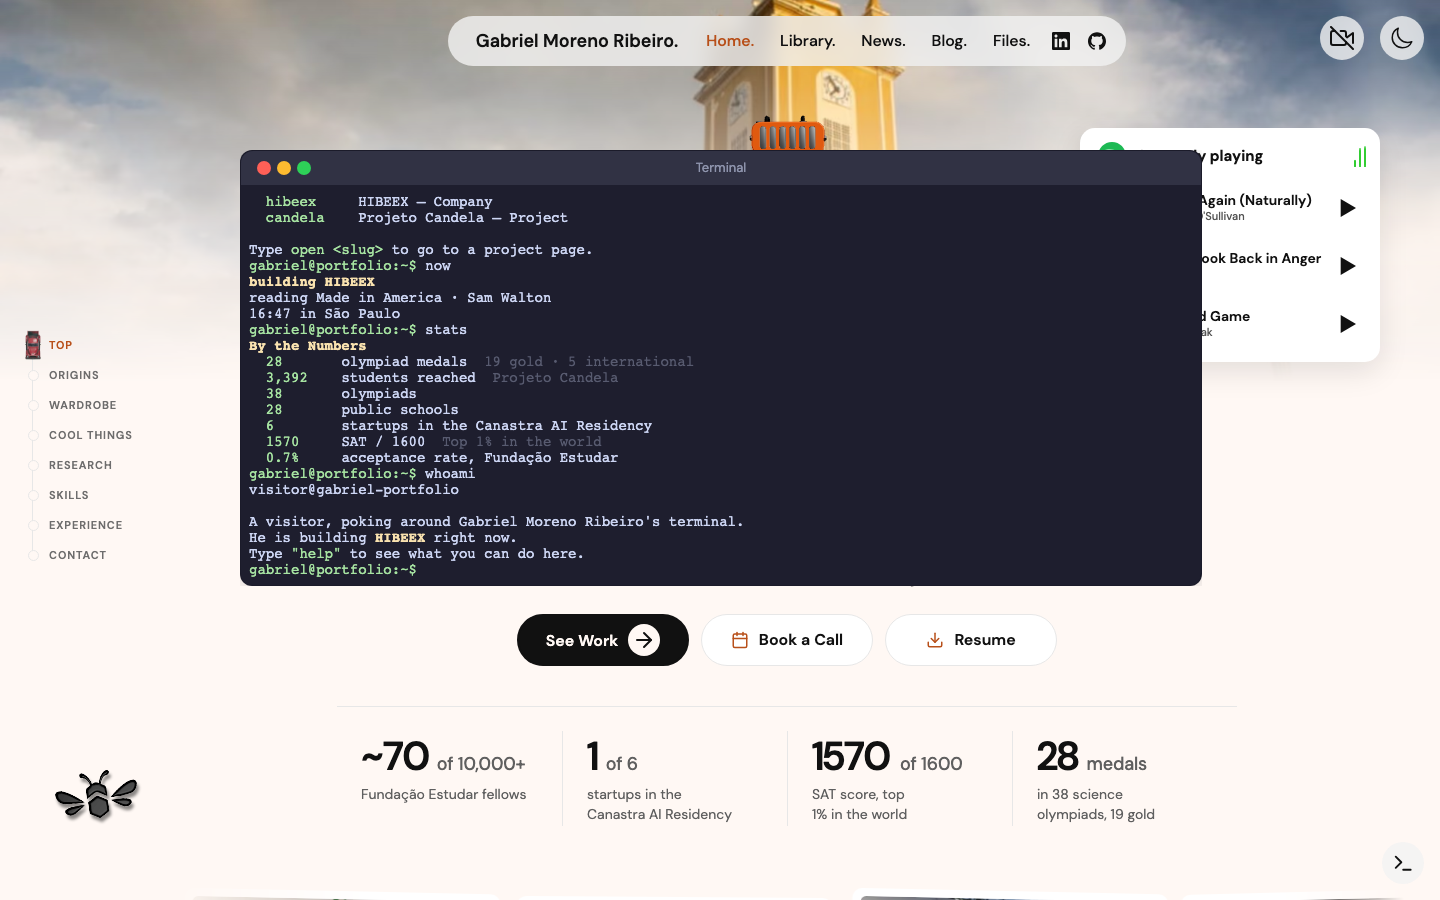 Gabriel Moreno Ribeiro. Home. Library. News. Blog. Files.
Terminal
hibeex HIBEEX — Company
candela Projeto Candela — Project
Type open <slug> to go to a project page.
gabriel@portfolio:~$ now
building HIBEEX
reading Made in America · Sam Walton
16:47 in São Paulo
gabriel@portfolio:~$ stats
By the Numbers
28 olympiad medals 19 gold · 5 international
3,392 students reached Projeto Candela
38 olympiads
28 public schools
6 startups in the Canastra AI Residency
1570 SAT / 1600 Top 1% in the world
0.7% acceptance rate, Fundação Estudar
gabriel@portfolio:~$ whoami
visitor@gabriel-portfolio
A visitor, poking around Gabriel Moreno Ribeiro's terminal.
He is building HIBEEX right now.
Type "help" to see what you can do here.
gabriel@portfolio:~$
playing
Again (Naturally)
O'Sullivan
Back in Anger
Game
TOP
ORIGINS
WARDROBE
COOL THINGS
RESEARCH
SKILLS
EXPERIENCE
CONTACT
See Work
Book a Call
Resume
~70 of 10,000+
Fundação Estudar fellows
1 of 6
startups in the
Canastra AI Residency
1570 of 1600
SAT score, top
1% in the world
28 medals
in 38 science
olympiads, 19 gold